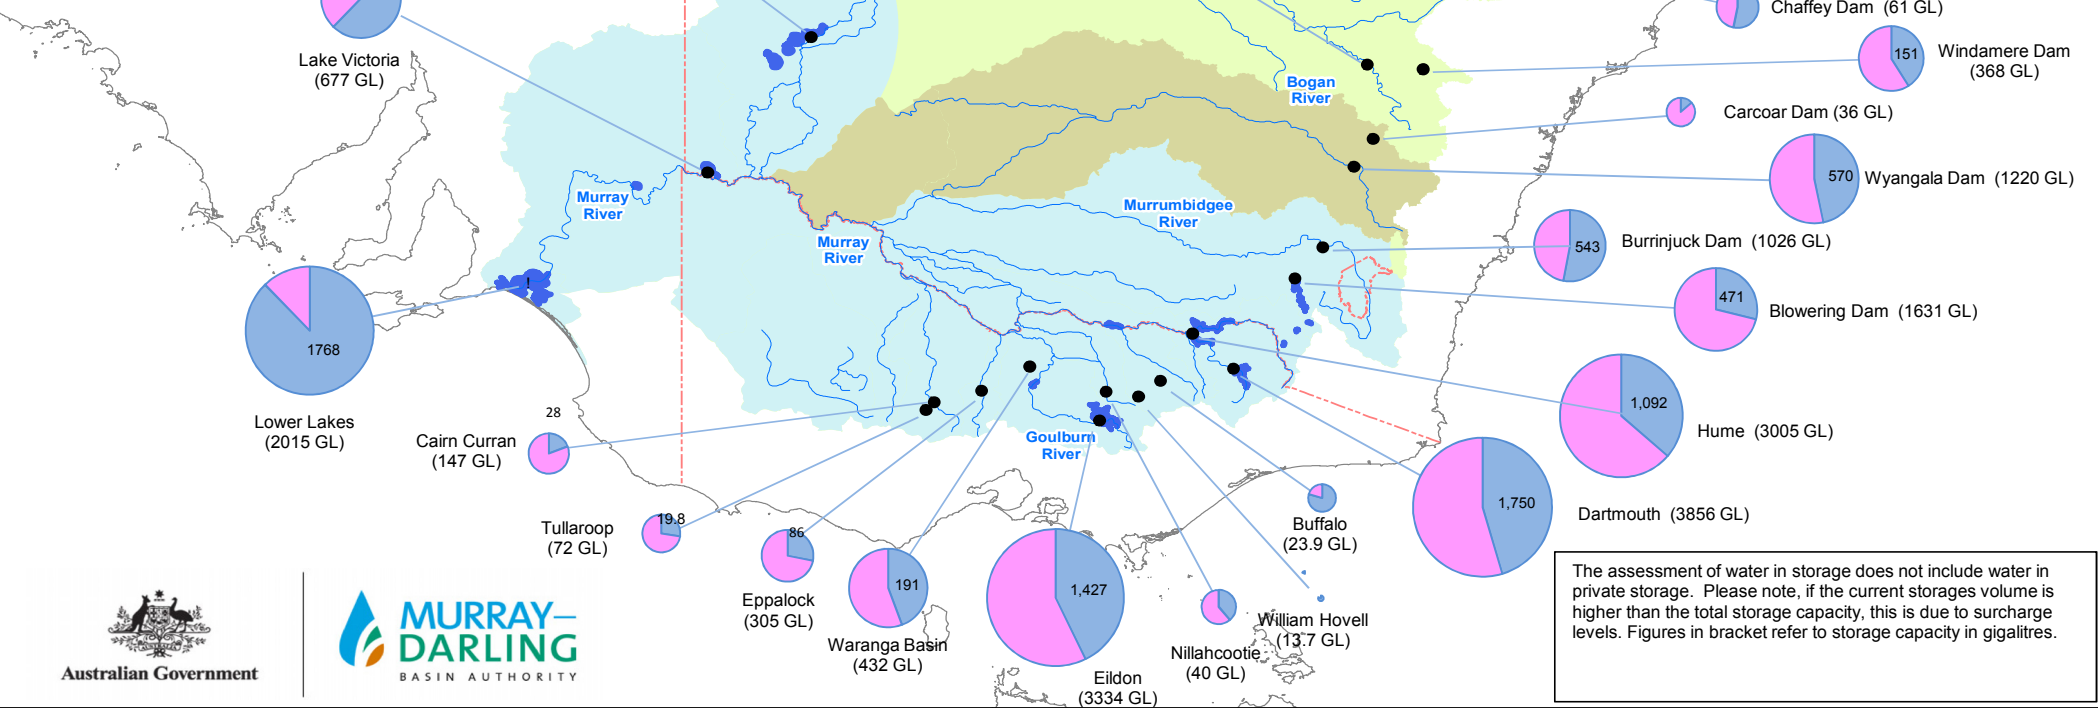 Chaffey Dam (61 GL)
Lake Victoria
(677 GL)
Bogan
River
151
Windamere Dam
(368 GL)
Carcoar Dam (36 GL)
570
Wyangala Dam (1220 GL)
Murray
River
Murrumbidgee
River
Murray
River
543
Burrinjuck Dam (1026 GL)
471
Blowering Dam (1631 GL)
1768
Lower Lakes
(2015 GL)
28
Cairn Curran
(147 GL)
Goulburn
River
1,092
Hume (3005 GL)
Tullaroop
(72 GL)
19.8
86
Eppalock
(305 GL)
191
Waranga Basin
(432 GL)
1,427
Eildon
(3334 GL)
Nillahcootie
(40 GL)
William Hovell
(13.7 GL)
Buffalo
(23.9 GL)
1,750
Dartmouth (3856 GL)
The assessment of water in storage does not include water in
private storage. Please note, if the current storages volume is
higher than the total storage capacity, this is due to surcharge
levels. Figures in bracket refer to storage capacity in gigalitres.
Australian Government
MURRAY–
DARLING
BASIN AUTHORITY